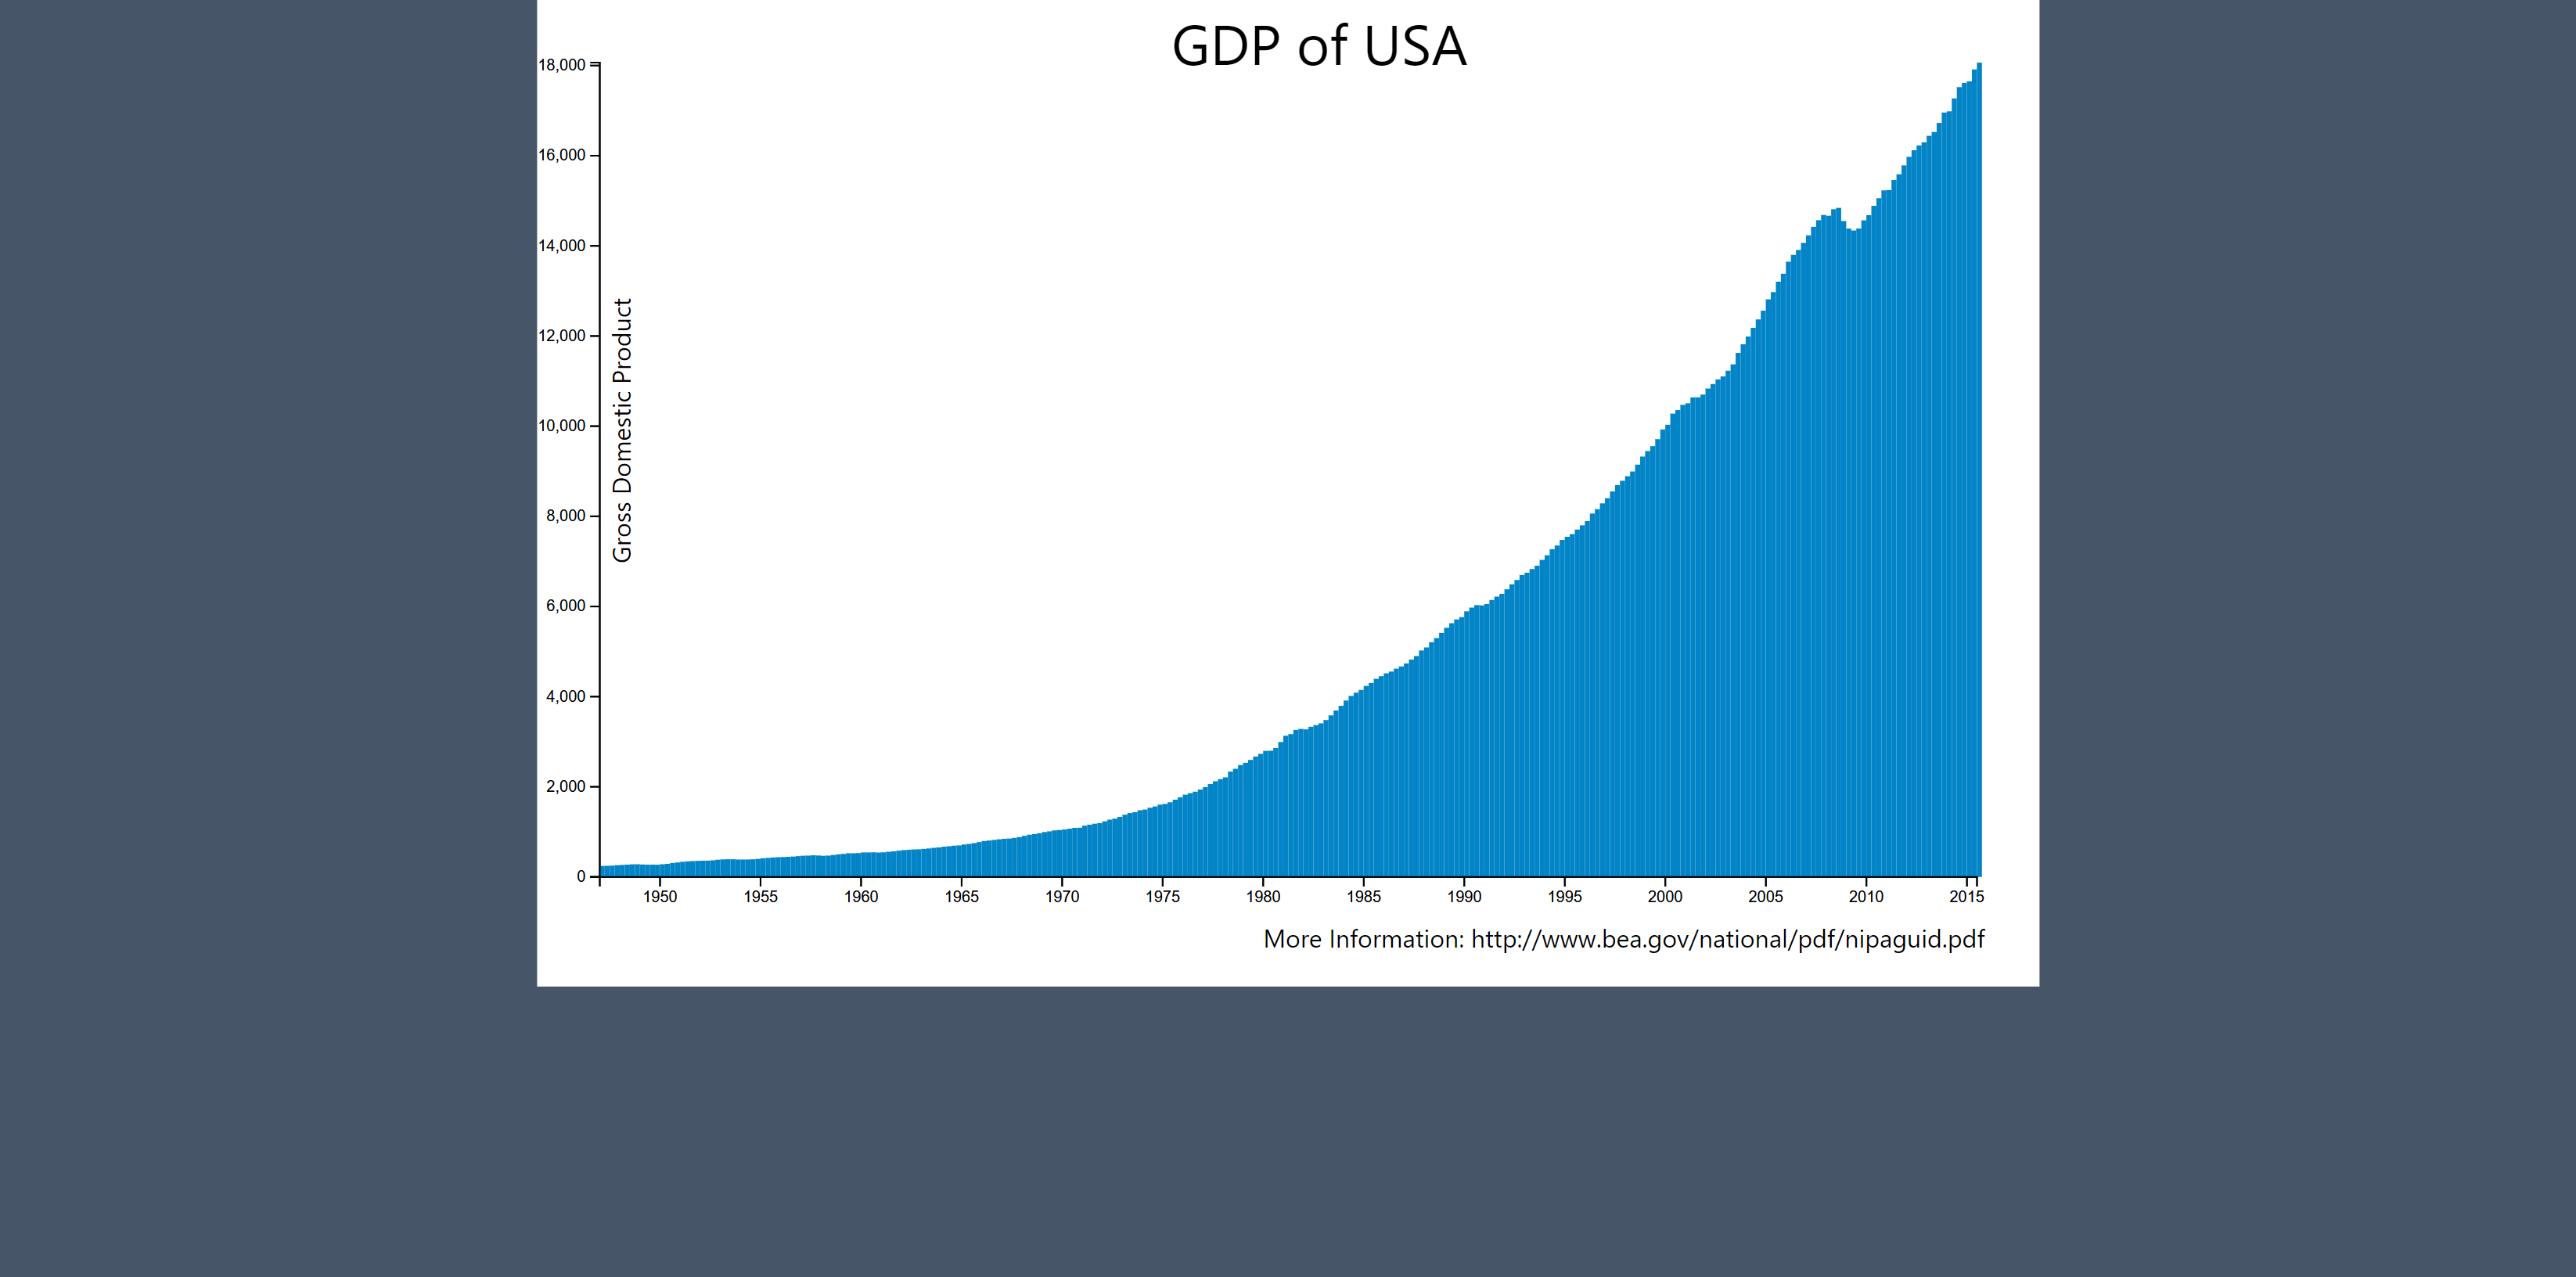 GDP of USA
18,000
16,000
14,000
12,000
10,000
8,000
6,000
4,000
2,000
0
Gross Domestic Product
1950 1955 1960 1965 1970 1975 1980 1985 1990 1995 2000 2005 2010 2015
More Information: http://www.bea.gov/national/pdf/nipaguid.pdf